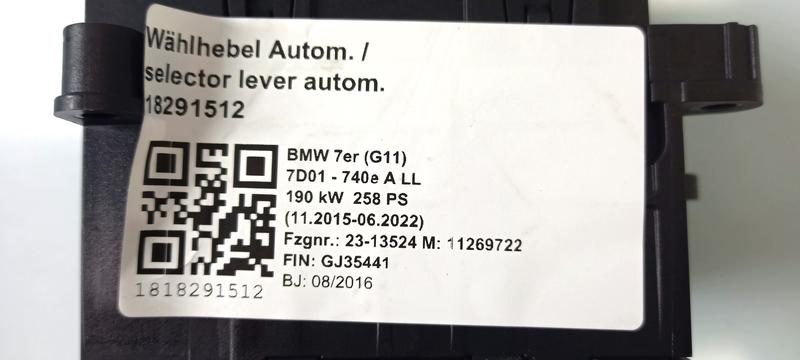 Wählhebel Autom. /
selector lever autom.
18291512
BMW 7er (G11)
7D01 - 740e A LL
190 kW 258 PS
(11.2015-06.2022)
Fzgnr.: 23-13524 M: 11269722
FIN: GJ35441
BJ: 08/2016
1818291512